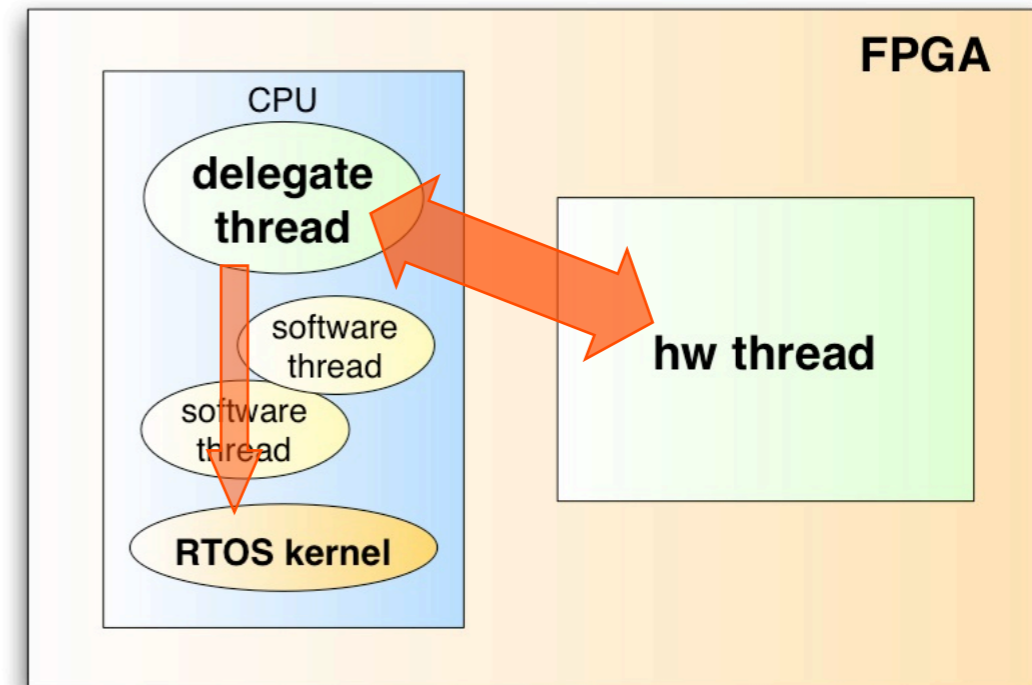 FPGA
CPU
delegate
thread
software
thread
software
thread
hw thread
RTOS kernel